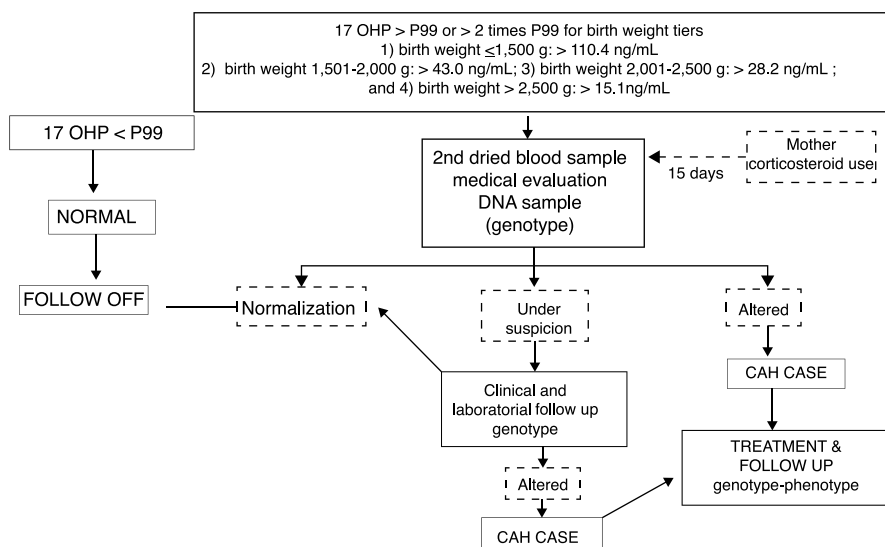 17 OHP > P99 or > 2 times P99 for birth weight tiers
1) birth weight ≤1,500 g: > 110.4 ng/mL
2) birth weight 1,501-2,000 g: > 43.0 ng/mL; 3) birth weight 2,001-2,500 g: > 28.2 ng/mL ;
and 4) birth weight > 2,500 g: > 15.1ng/mL
17 OHP < P99
2nd dried blood sample
medical evaluation
DNA sample
(genotype)
Mother
corticosteroid use
15 days
NORMAL
FOLLOW OFF
Normalization
Under
suspicion
Altered
Clinical and
laboratorial follow up
genotype
CAH CASE
TREATMENT &
FOLLOW UP
genotype-phenotype
Altered
CAH CASE